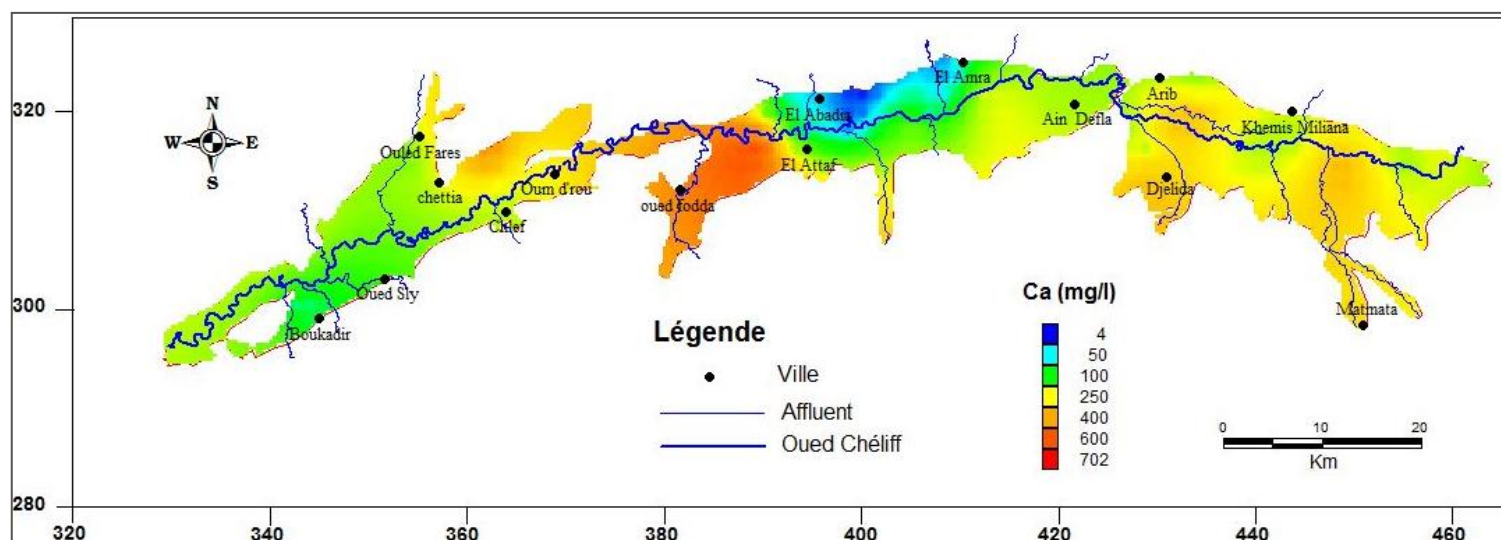 320
300
280
320
340
360
380
400
420
440
460
N
W
E
S
Ouled Fares
chettia
Oum d'rou
Chlef
Oued Sly
Boukadir
oued fodda
El Abadia
El Attaf
El Amra
Ain Defla
Arib
Khemis Miliana
Djelida
Matmata
Légende
Ville
Affluent
Oued Chéliff
Ca (mg/l)
4
50
100
250
400
600
702
0 10 20
Km